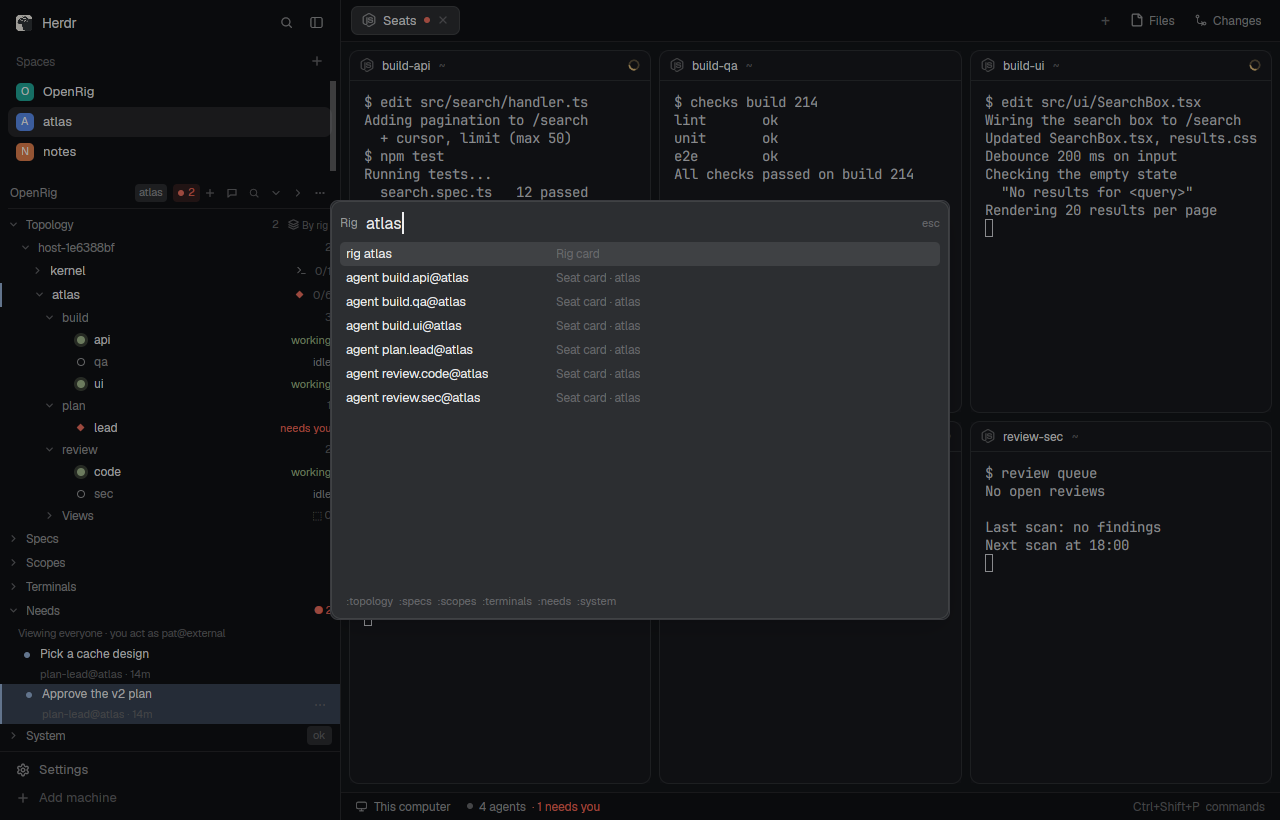 Herdr
Spaces
O OpenRig
A atlas
N notes
OpenRig atlas 2
Topology 2 By rig
host-1e6388bf
kernel
atlas
build
api working
qa idle
ui working
plan
lead needs you
review
code working
sec idle
Views
Specs
Scopes
Terminals
Needs
Viewing everyone · you act as pat@external
Pick a cache design
plan-lead@atlas · 14m
Approve the v2 plan
plan-lead@atlas · 14m
System ok
Settings
Add machine
Seats
Files Changes
build-api ~
$ edit src/search/handler.ts
Adding pagination to /search
+ cursor, limit (max 50)
$ npm test
Running tests...
search.spec.ts 12 passed
build-qa ~
$ checks build 214
lint ok
unit ok
e2e ok
All checks passed on build 214
build-ui ~
$ edit src/ui/SearchBox.tsx
Wiring the search box to /search
Updated SearchBox.tsx, results.css
Debounce 200 ms on input
Checking the empty state
"No results for <query>"
Rendering 20 results per page
Rig atlas esc
rig atlas Rig card
agent build.api@atlas Seat card · atlas
agent build.qa@atlas Seat card · atlas
agent build.ui@atlas Seat card · atlas
agent plan.lead@atlas Seat card · atlas
agent review.code@atlas Seat card · atlas
agent review.sec@atlas Seat card · atlas
:topology :specs :scopes :terminals :needs :system
review-sec ~
$ review queue
No open reviews
Last scan: no findings
Next scan at 18:00
This computer 4 agents · 1 needs you
Ctrl+Shift+P commands